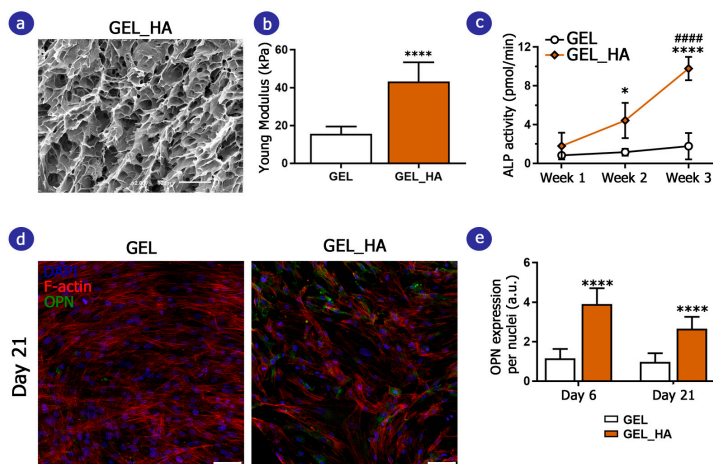 a
GEL_HA
b
Young Modulus (kPa)
60
40
20
0
****
GEL
GEL_HA
c
GEL
GEL_HA
ALP activity (pmol/min)
12
8
4
0
*
####
****
Week 1
Week 2
Week 3
d
GEL
GEL_HA
DAPI
F-actin
OPN
Day 21
e
OPN expression
per nuclei (a.u.)
6
4
2
0
****
****
Day 6
Day 21
GEL
GEL_HA